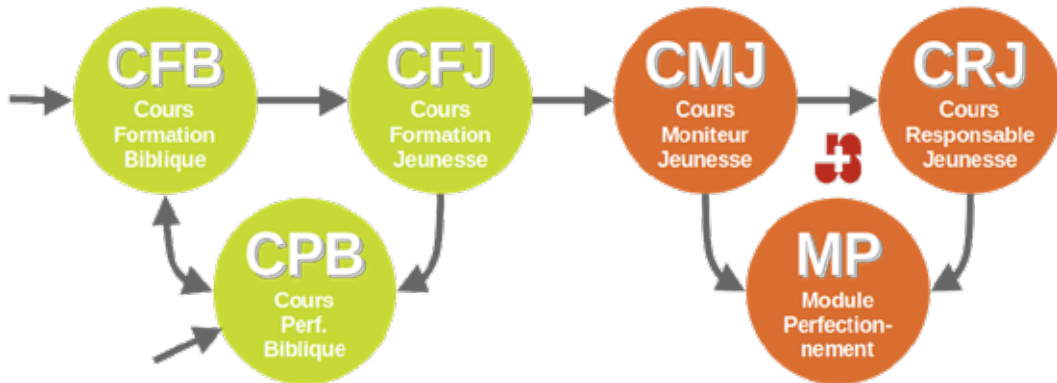 CFB
Cours
Formation
Biblique
CFJ
Cours
Formation
Jeunesse
CMJ
Cours
Moniteur
Jeunesse
CRJ
Cours
Responsable
Jeunesse
J+S
CPB
Cours
Perf.
Biblique
MP
Module
Perfection-
nement